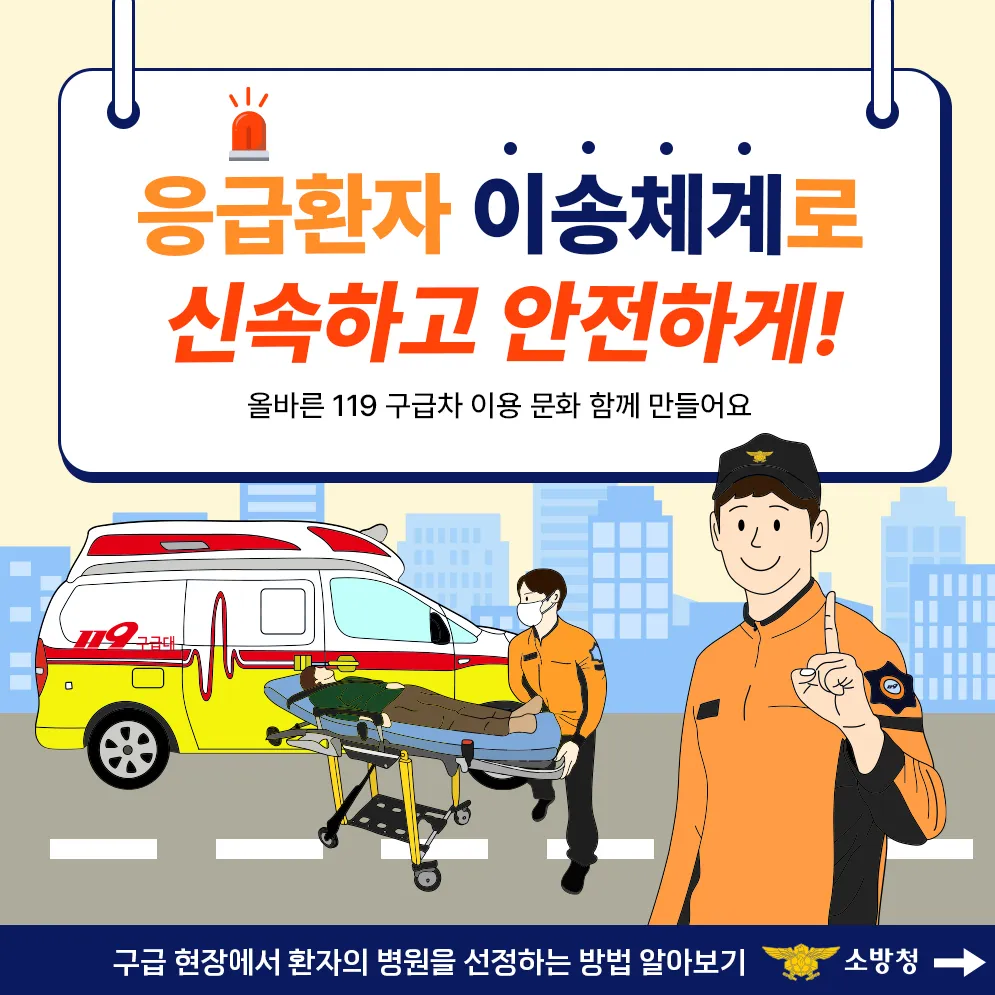 응급환자 이송체계로
신속하고 안전하게!
올바른 119 구급차 이용 문화 함께 만들어요
119 구급대
119
구급 현장에서 환자의 병원을 선정하는 방법 알아보기 소방청